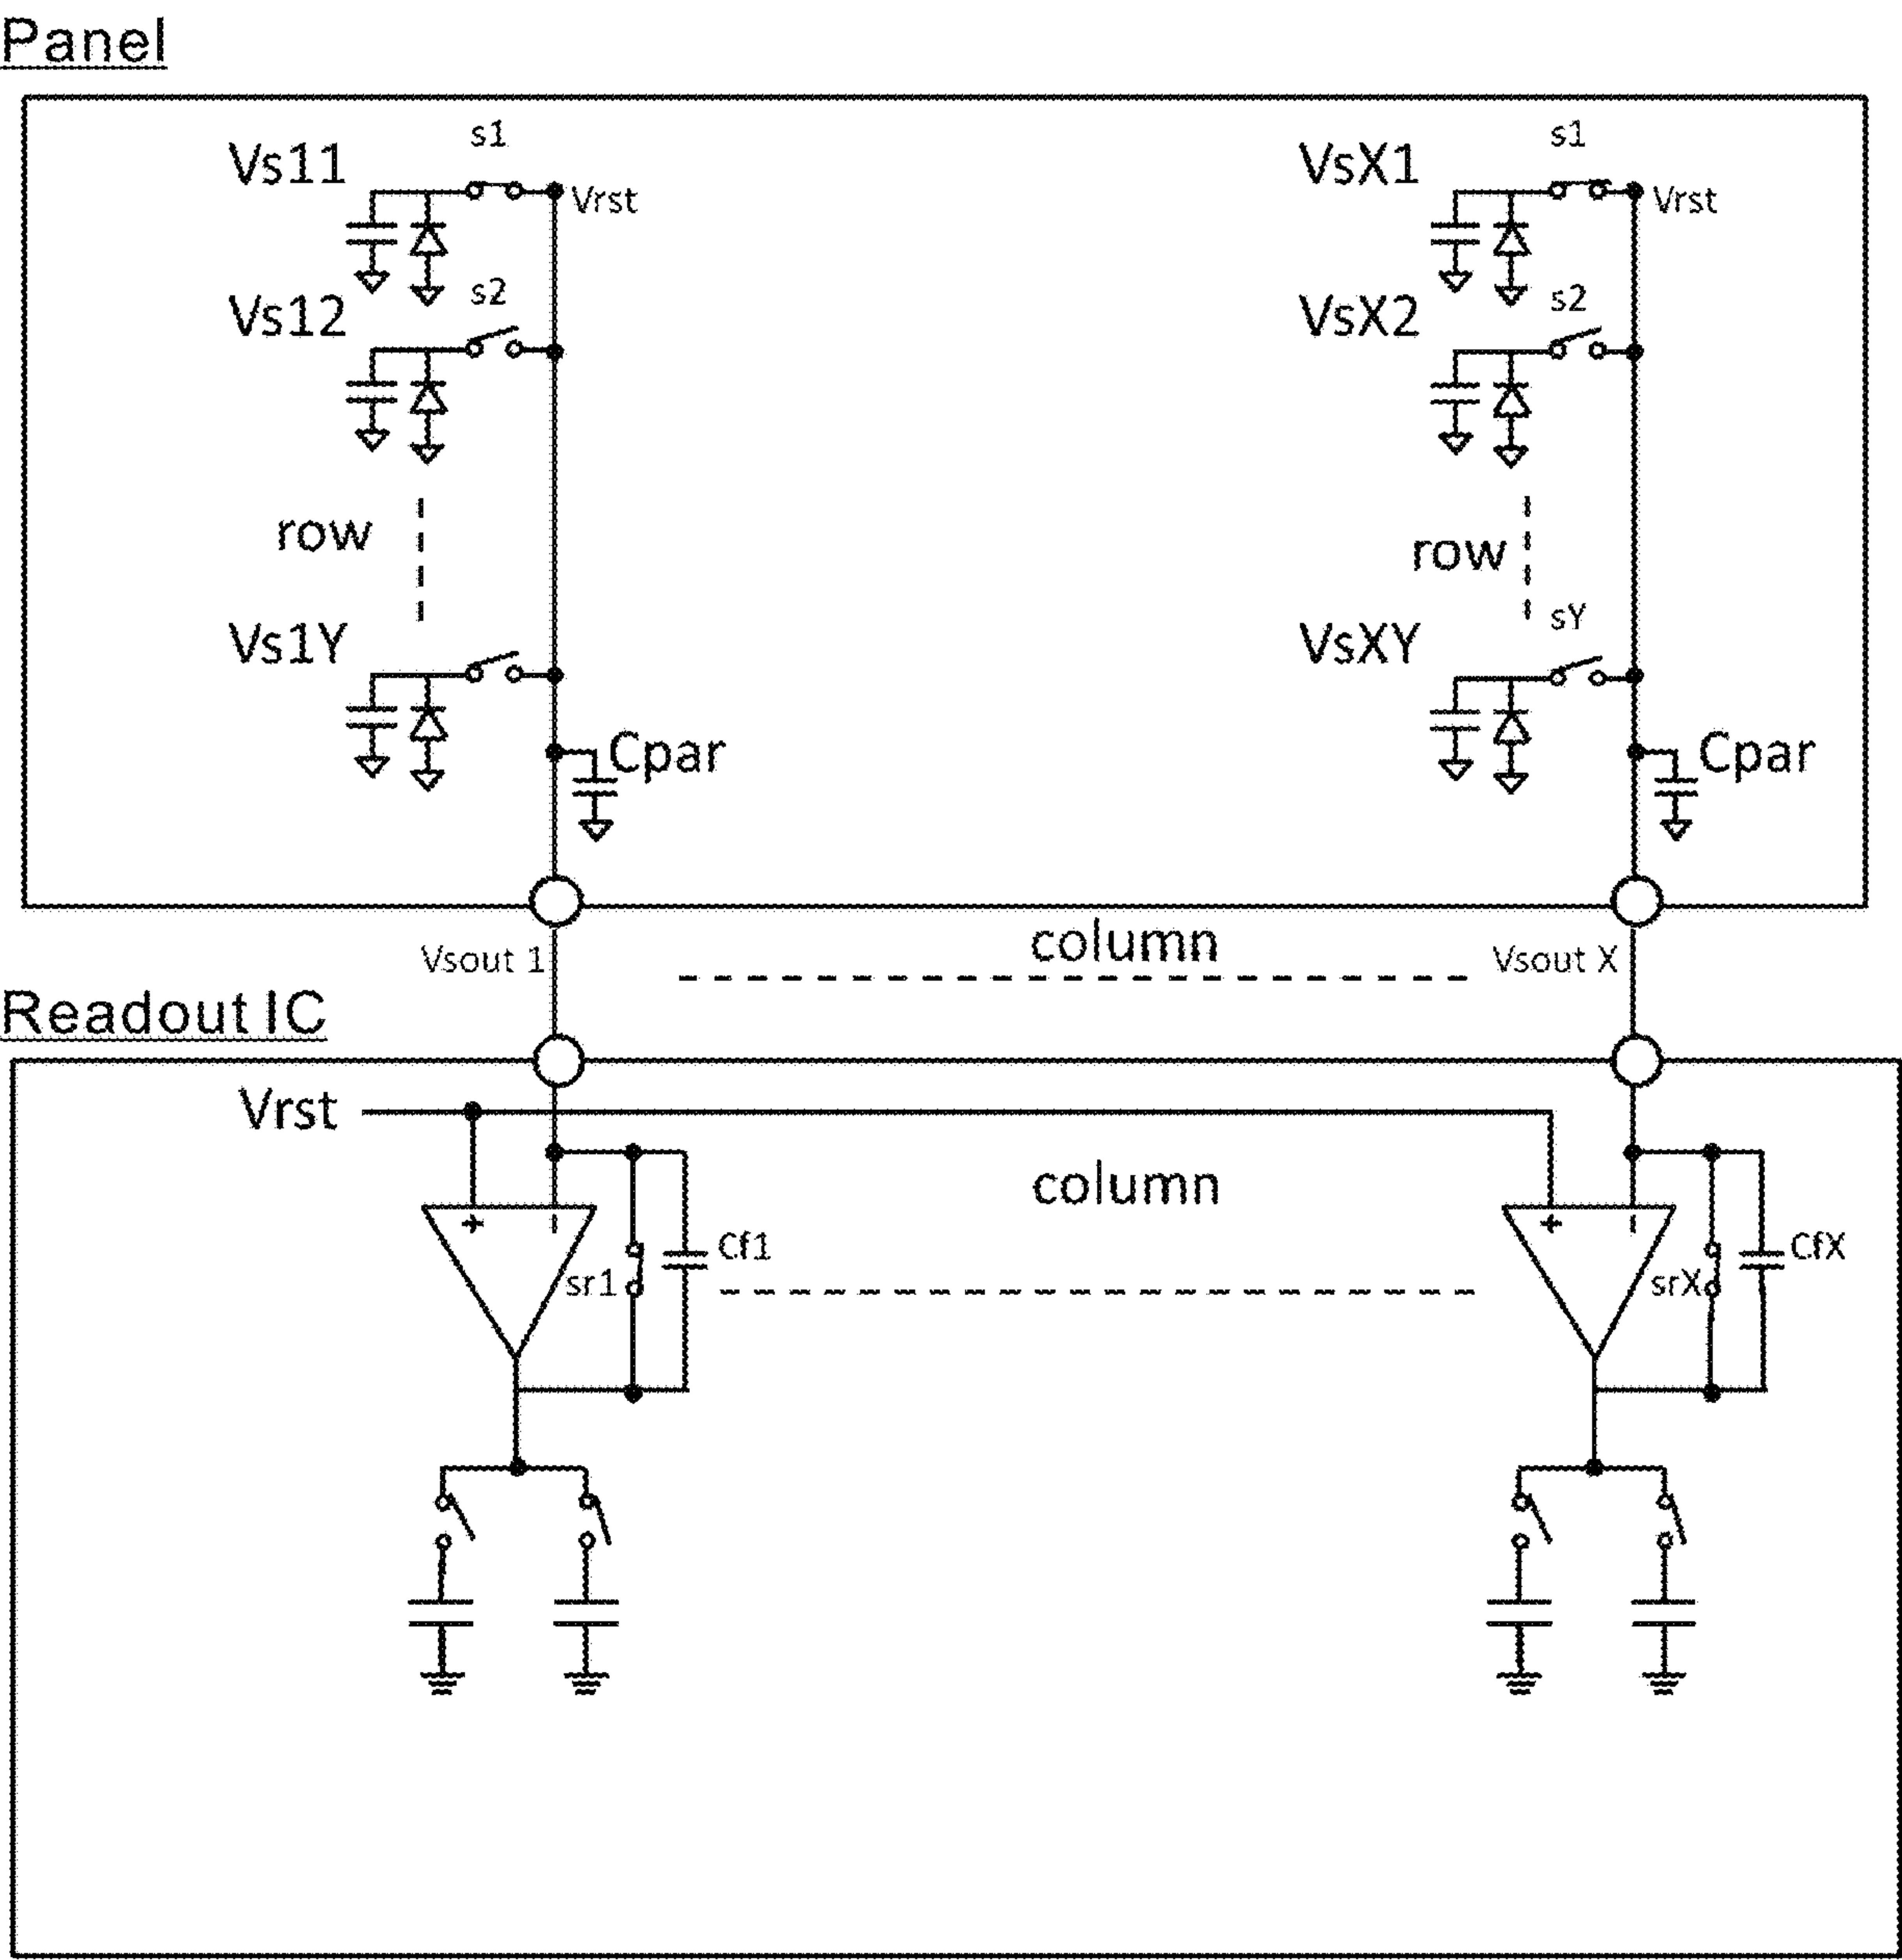 Panel
s1 s1
Vs11 VsX1
Vrst Vrst
s2 s2
Vs12 VsX2
row row
sY
Vs1Y VsXY
Cpar Cpar
column
Vsout 1 Vsout X
Readout IC
Vrst
column
+ - + -
Cf1 CfX
sr1 srX